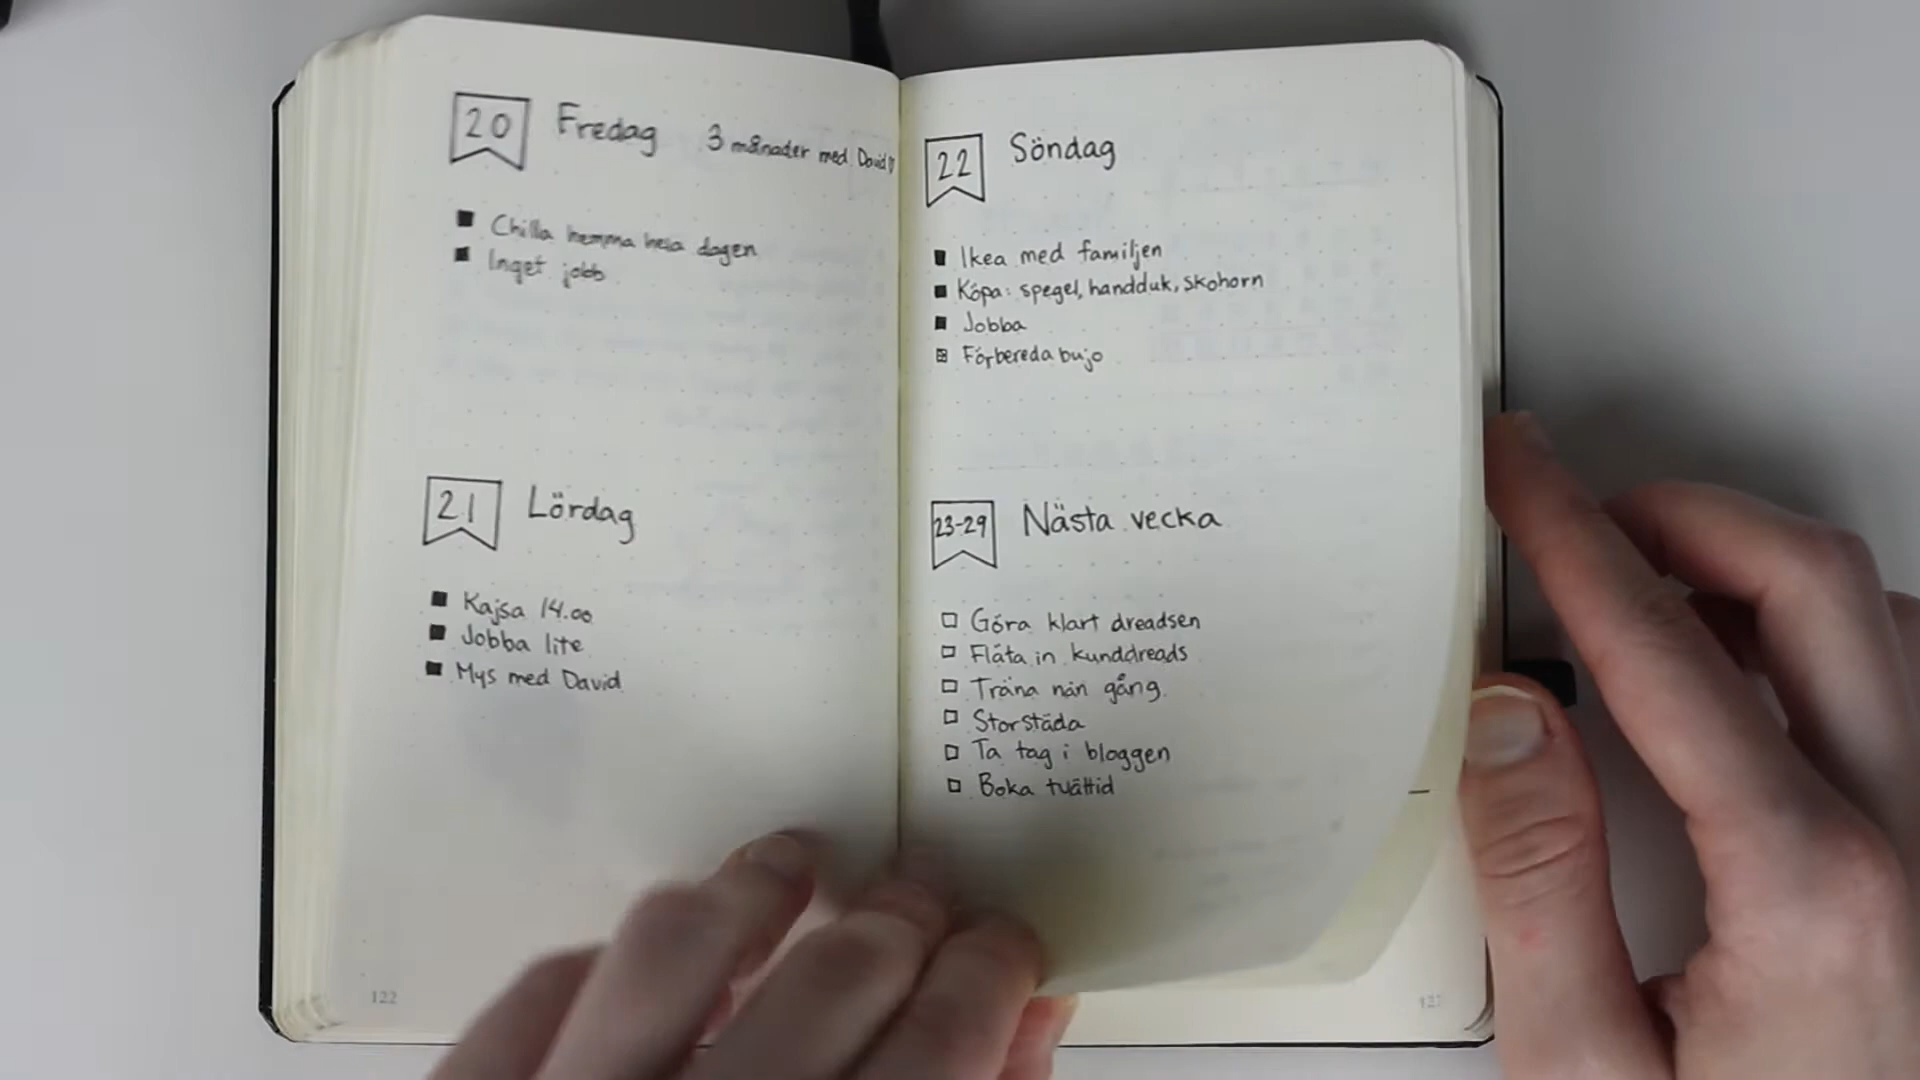 20 Fredag 3 månader med David ♡
Chilla hemma hela dagen
Inget jobb
21 Lördag
Kajsa 14.00
Jobba lite
Mys med David
122
22 Söndag
Ikea med familjen
Köpa: spegel, handduk, skohorn
Jobba
Förbereda bujo
23-29 Nästa vecka
Göra klart dreadsen
Fläta in kunddreads
Träna nån gång
Storstäda
Ta tag i bloggen
Boka tvättid